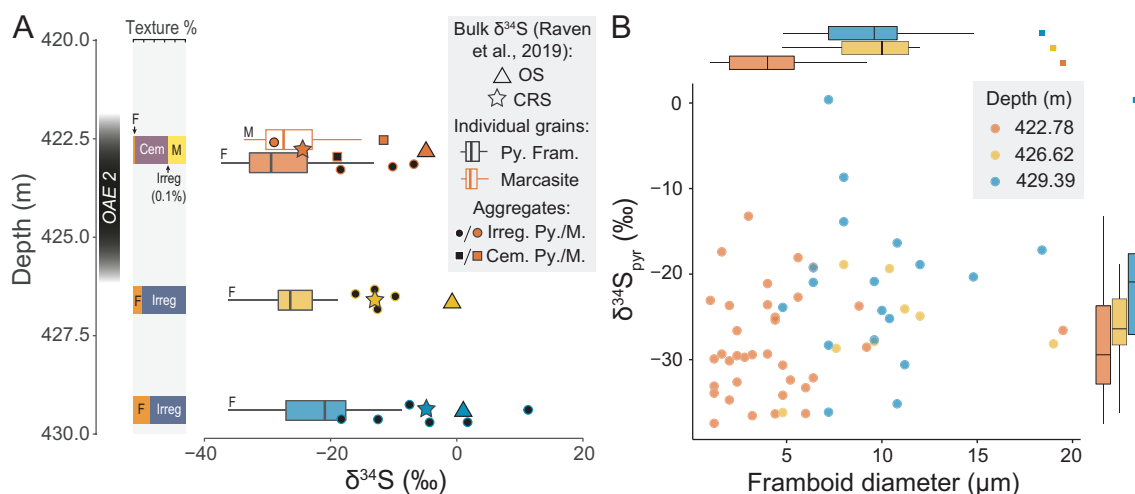 A
Texture %
420.0
422.5
425.0
427.5
430.0
Depth (m)
OAE 2
F
Cem
M
Irreg
(0.1%)
F
Irreg
F
Irreg
M
F
F
F
−40
−20
0
20
δ34S (‰)
Bulk δ34S (Raven
et al., 2019):
OS
CRS
Individual grains:
Py. Fram.
Marcasite
Aggregates:
/ Irreg. Py./M.
/ Cem. Py./M.
B
Depth (m)
422.78
426.62
429.39
0
−10
−20
−30
δ34Spyr (‰)
5
10
15
20
Framboid diameter (μm)